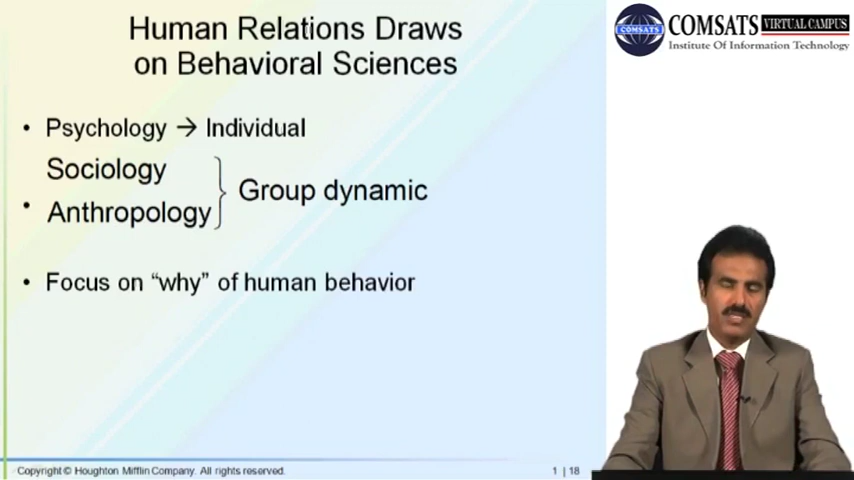 Human Relations Draws
on Behavioral Sciences
• Psychology → Individual
Sociology
• Anthropology
Group dynamic
• Focus on “why” of human behavior
Copyright © Houghton Mifflin Company. All rights reserved.
1 | 18
COMSATS
COMSATS VIRTUAL CAMPUS
Institute Of Information Technology